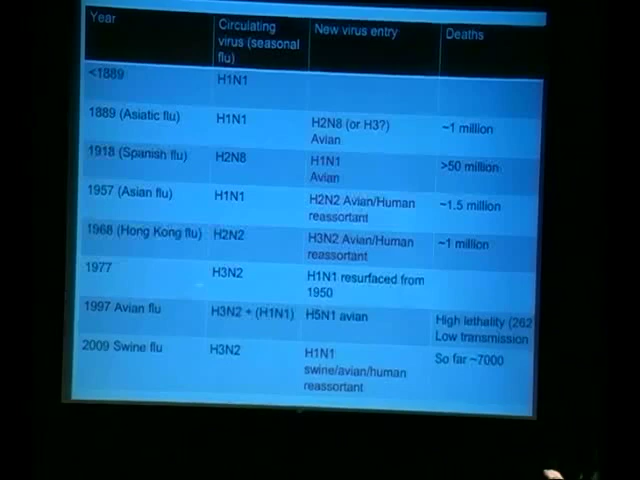 Year Circulating virus (seasonal flu) New virus entry Deaths
<1889 H1N1
1889 (Asiatic flu) H1N1 H2N8 (or H3?) Avian ~1 million
1918 (Spanish flu) H2N8 H1N1 Avian >50 million
1957 (Asian flu) H1N1 H2N2 Avian/Human reassortant ~1.5 million
1968 (Hong Kong flu) H2N2 H3N2 Avian/Human reassortant ~1 million
1977 H3N2 H1N1 resurfaced from 1950
1997 Avian flu H3N2 + (H1N1) H5N1 avian High lethality (262 Low transmission
2009 Swine flu H3N2 H1N1 swine/avian/human reassortant So far ~7000